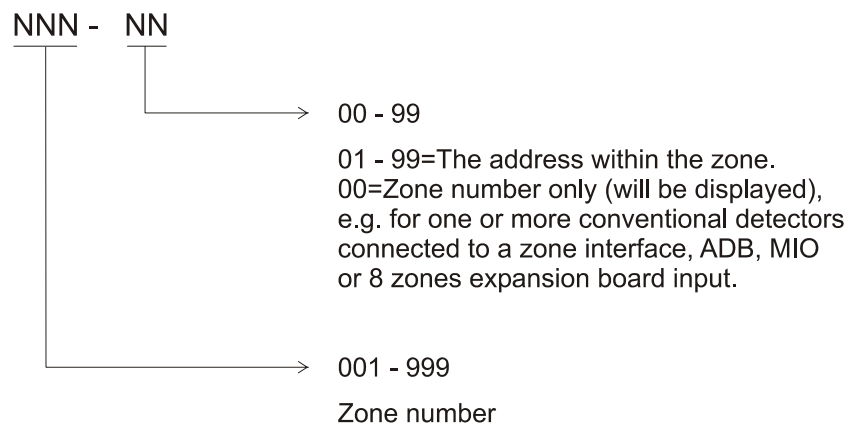 NNN - NN
00 - 99
01 - 99=The address within the zone.
00=Zone number only (will be displayed),
e.g. for one or more conventional detectors
connected to a zone interface, ADB, MIO
or 8 zones expansion board input.
001 - 999
Zone number